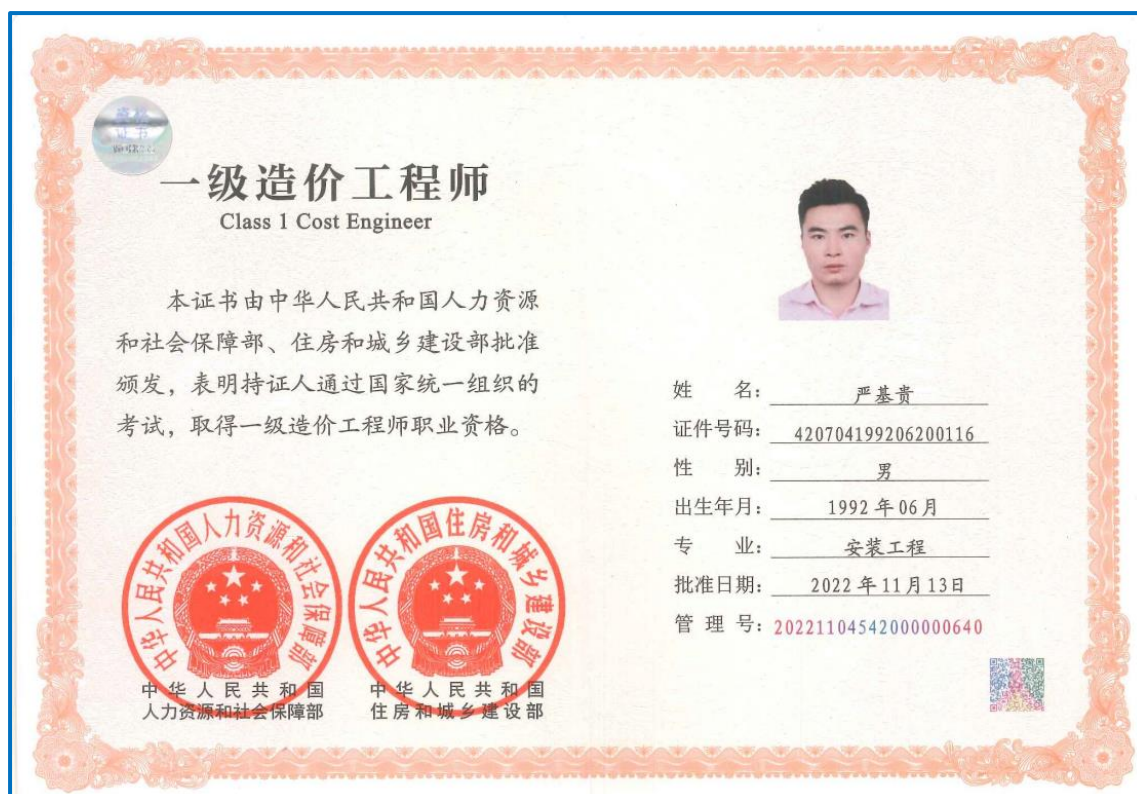 资格
证书
一级造价工程师
Class 1 Cost Engineer
本证书由中华人民共和国人力资源
和社会保障部、住房和城乡建设部批准
颁发，表明持证人通过国家统一组织的
考试，取得一级造价工程师职业资格。
中华人民共和国人力资源和社会保障部
中华人民共和国
人力资源和社会保障部
中华人民共和国住房和城乡建设部
中华人民共和国
住房和城乡建设部
姓 名：严基贵
证件号码：420704199206200116
性 别：男
出生年月：1992年06月
专 业：安装工程
批准日期：2022年11月13日
管 理 号：20221104542000000640